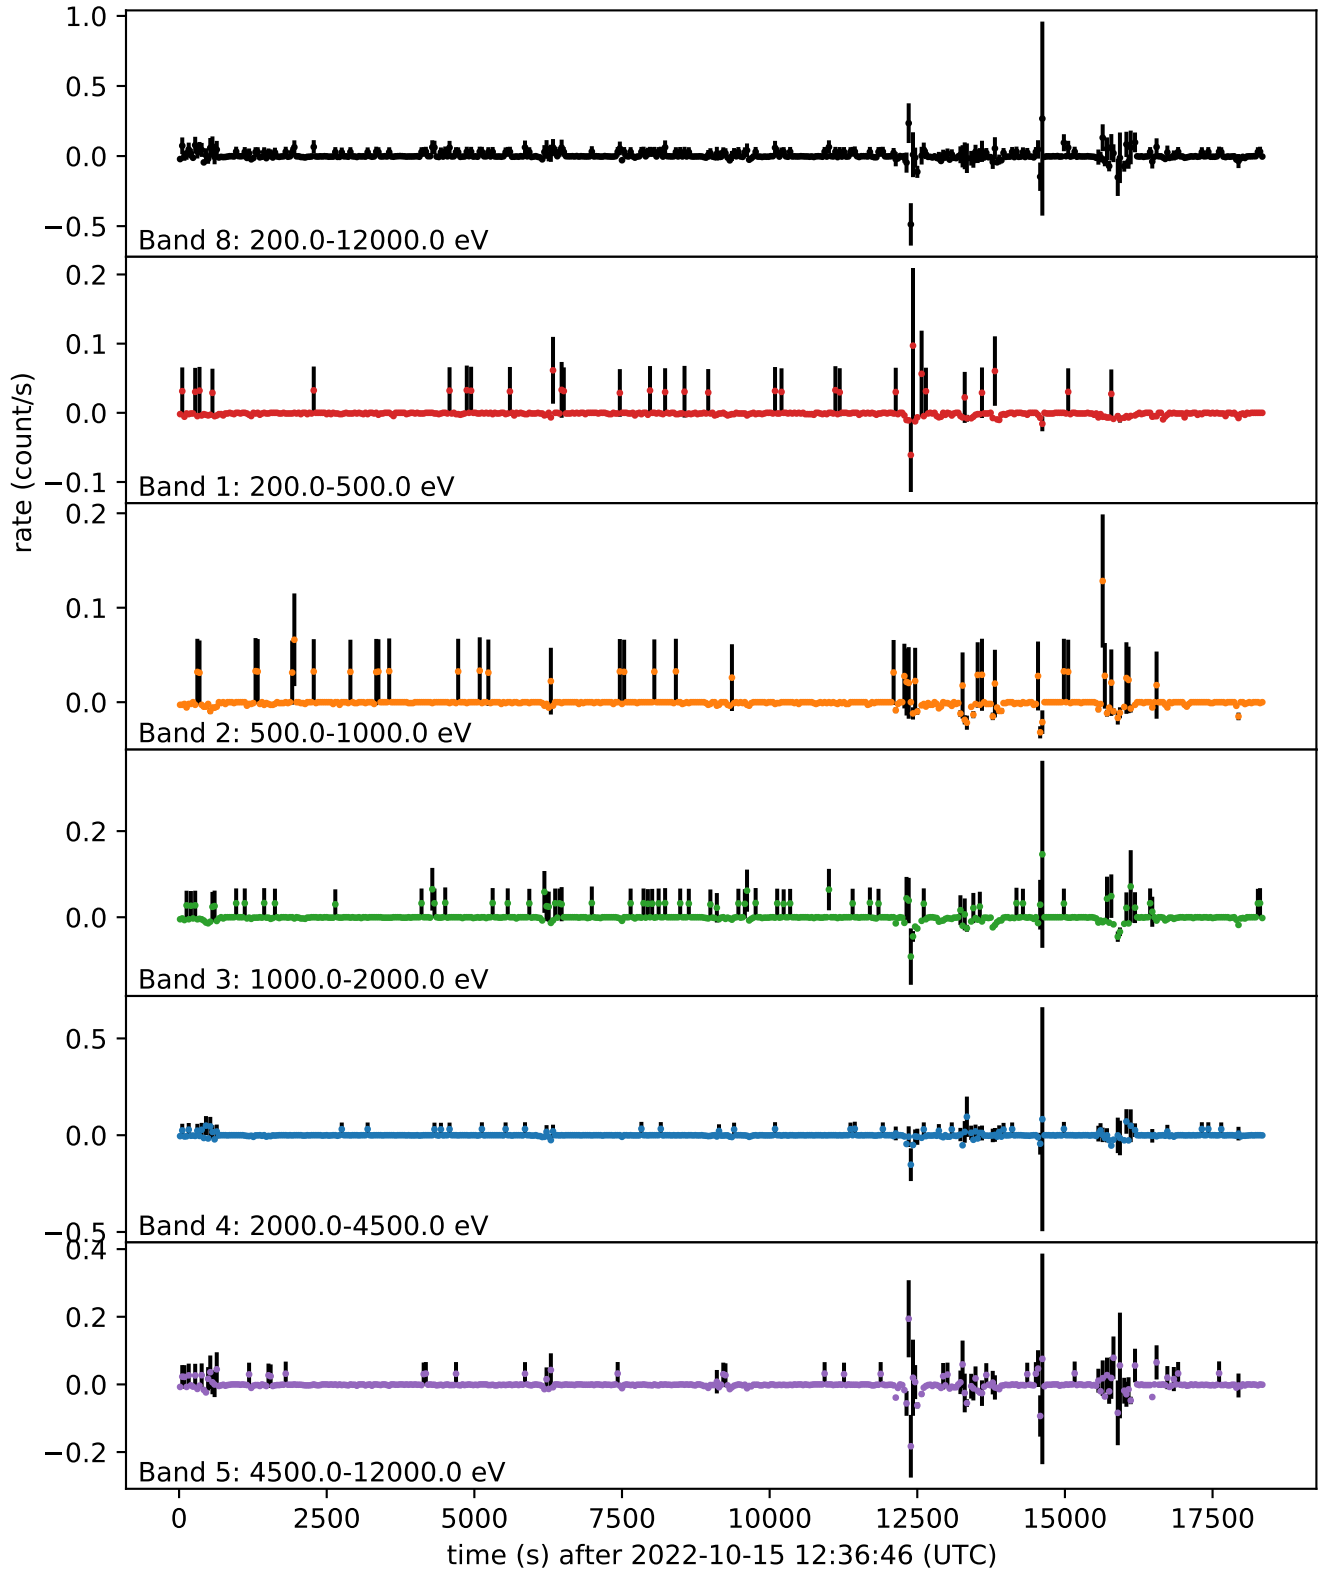 1.0
0.5
0.0
−0.5
Band 8: 200.0-12000.0 eV
0.2
0.1
0.0
−0.1
Band 1: 200.0-500.0 eV
rate (count/s)
0.2
0.1
0.0
Band 2: 500.0-1000.0 eV
0.2
0.0
Band 3: 1000.0-2000.0 eV
0.5
0.0
−0.5
Band 4: 2000.0-4500.0 eV
0.4
0.2
0.0
−0.2
Band 5: 4500.0-12000.0 eV
0 2500 5000 7500 10000 12500 15000 17500
time (s) after 2022-10-15 12:36:46 (UTC)